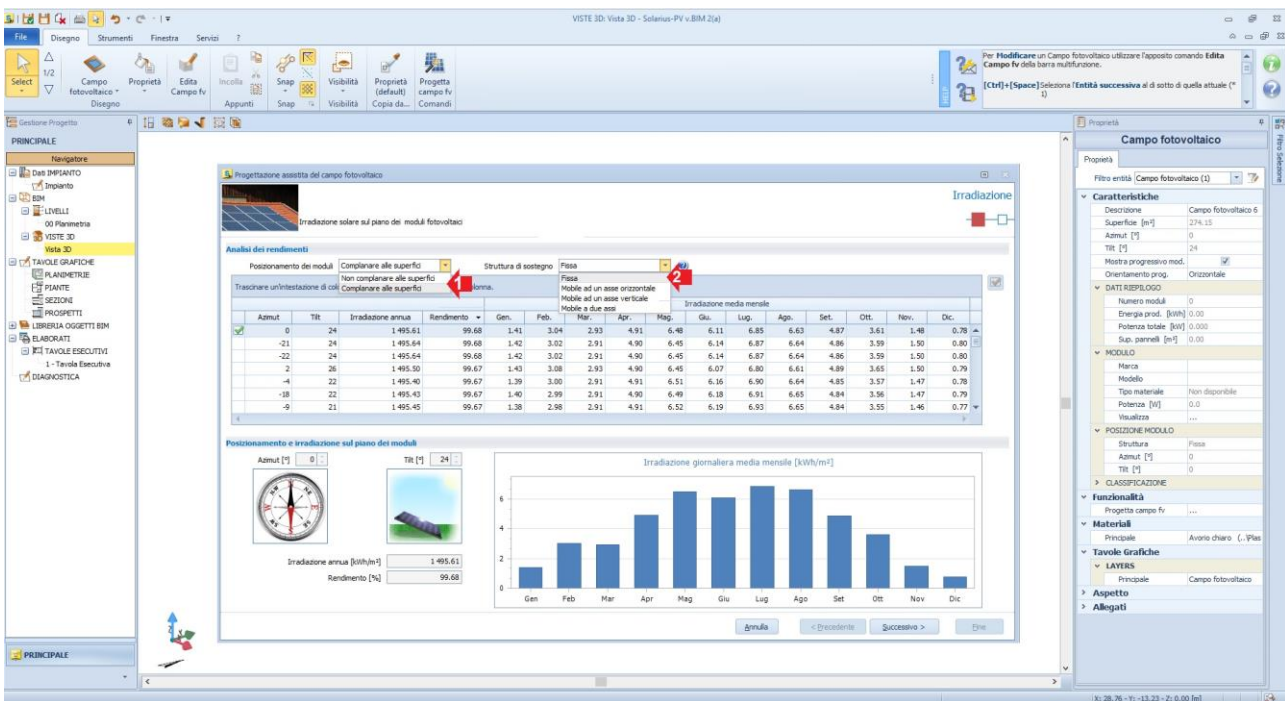 VISTE 3D: Vista 3D - Solarius-PV v.BIM 2(a)
File Disegno Strumenti Finestra Servizi ?
Select
1/2
Campo fotovoltaico
Proprietà
Edita Campo fv
Disegno
Incolla
Appunti
Snap
Snap
Visibilità
Visibilità
Proprietà (default)
Copia da...
Progetta campo fv
Comandi
HELP
Per Modificare un Campo fotovoltaico utilizzare l'apposito comando Edita
Campo fv della barra multifunzione.
[Ctrl]+[Space]Seleziona l'Entità successiva al di sotto di quella attuale (*
1)
Gestione Progetto
PRINCIPALE
Navigatore
Dati IMPIANTO
Impianto
BIM
LIVELLI
00 Planimetria
VISTE 3D
Vista 3D
TAVOLE GRAFICHE
PLANIMETRIE
PIANTE
SEZIONI
PROSPETTI
LIBRERIA OGGETTI BIM
ELABORATI
TAVOLE ESECUTIVI
1 - Tavola Esecutiva
DIAGNOSTICA
PRINCIPALE
Progettazione assistita del campo fotovoltaico
Irradiazione
Irradiazione solare sul piano dei moduli fotovoltaici
Analisi dei rendimenti
Posizionamento dei moduli Complanare alle superfici Struttura di sostegno Fissa
Non complanare alle superfici
Complanare alle superfici
1
Fissa
Mobile ad un asse orizzontale
Mobile ad un asse verticale
Mobile a due assi
2
Trascinare un'intestazione di col onna.
Irradiazione media mensile
Azimut Tilt Irradiazione annua Rendimento Gen. Feb. Mar. Apr. Mag. Giu. Lug. Ago. Set. Ott. Nov. Dic.
0 24 1 495.61 99.68 1.41 3.04 2.93 4.91 6.48 6.11 6.85 6.63 4.87 3.61 1.48 0.78
-21 24 1 495.64 99.68 1.42 3.02 2.91 4.90 6.45 6.14 6.87 6.64 4.86 3.59 1.50 0.80
-22 24 1 495.64 99.68 1.42 3.02 2.91 4.90 6.45 6.14 6.87 6.64 4.86 3.59 1.50 0.80
2 26 1 495.50 99.67 1.43 3.08 2.93 4.90 6.45 6.07 6.80 6.61 4.89 3.65 1.50 0.79
-4 22 1 495.40 99.67 1.39 3.00 2.91 4.91 6.51 6.16 6.90 6.64 4.85 3.57 1.47 0.78
-18 22 1 495.43 99.67 1.40 2.99 2.91 4.90 6.49 6.18 6.91 6.65 4.84 3.56 1.47 0.79
-9 21 1 495.45 99.67 1.38 2.98 2.91 4.91 6.52 6.19 6.93 6.65 4.84 3.55 1.46 0.77
Posizionamento e irradiazione sul piano dei moduli
Azimut [°] 0 Tilt [°] 24
Irradiazione annua [kWh/m²] 1 495.61
Rendimento [%] 99.68
Irradiazione giornaliera media mensile [kWh/m²]
6
4
2
0
Gen Feb Mar Apr Mag Giu Lug Ago Set Ott Nov Dic
Annulla < Precedente Successivo > Fine
Proprietà
Campo fotovoltaico
Proprietà
Filtro entità Campo fotovoltaico (1)
Caratteristiche
Descrizione Campo fotovoltaico 6
Superficie [m²] 274.15
Azimut [°] 0
Tilt [°] 24
Mostra progressivo mod.
Orientamento prog. Orizzontale
DATI RIEPILOGO
Numero moduli 0
Energia prod. [kWh] 0.00
Potenza totale [kW] 0.000
Sup. pannelli [m²] 0.00
MODULO
Marca
Modello
Tipo materiale Non disponibile
Potenza [W] 0.0
Visualizza ...
POSIZIONE MODULO
Struttura Fissa
Azimut [°] 0
Tilt [°] 0
CLASSIFICAZIONE
Funzionalità
Progetta campo fv ...
Materiali
Principale Avorio chiaro (..\Plas
Tavole Grafiche
LAYERS
Principale Campo fotovoltaico
Aspetto
Allegati
Filtro Selezione
X: 28.76 - Y: -13.23 - Z: 0.00 [m]